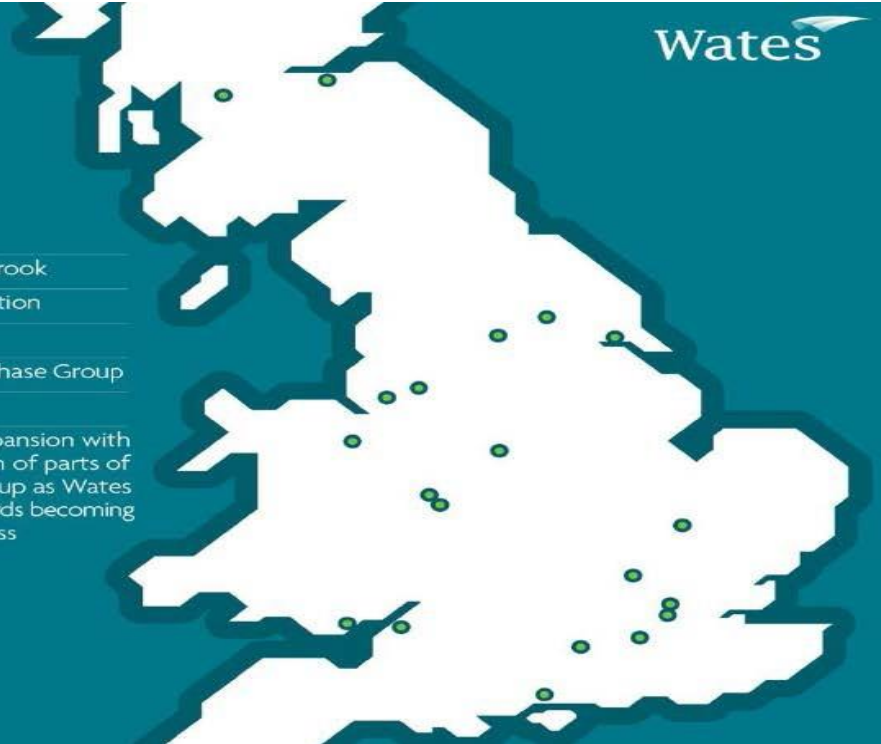 Wates
rook
tion
hase Group
pansion with
n of parts of
up as Wates
ds becoming
ss